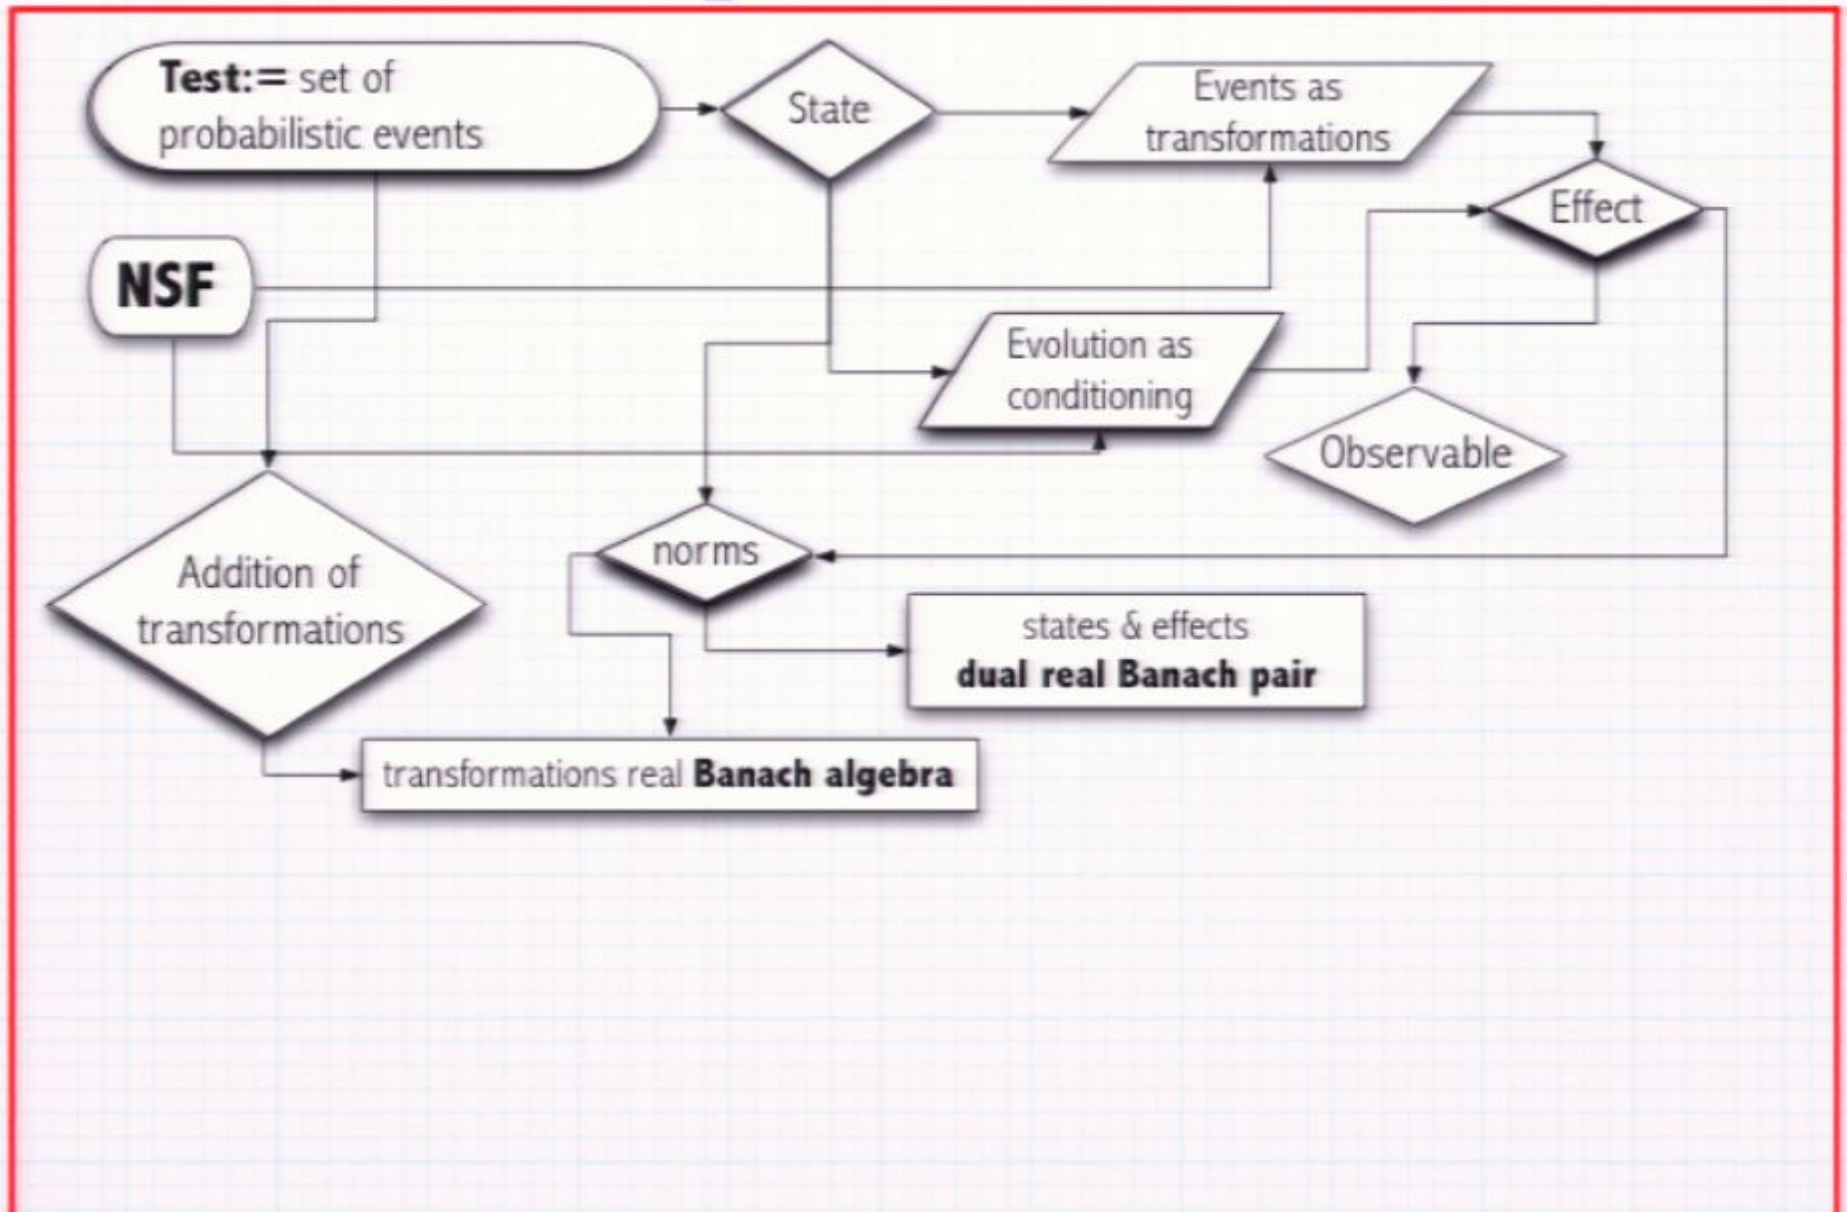 Test:= set of
probabilistic events
State
Events as
transformations
Effect
NSF
Evolution as
conditioning
Observable
norms
Addition of
transformations
states & effects
dual real Banach pair
transformations real Banach algebra